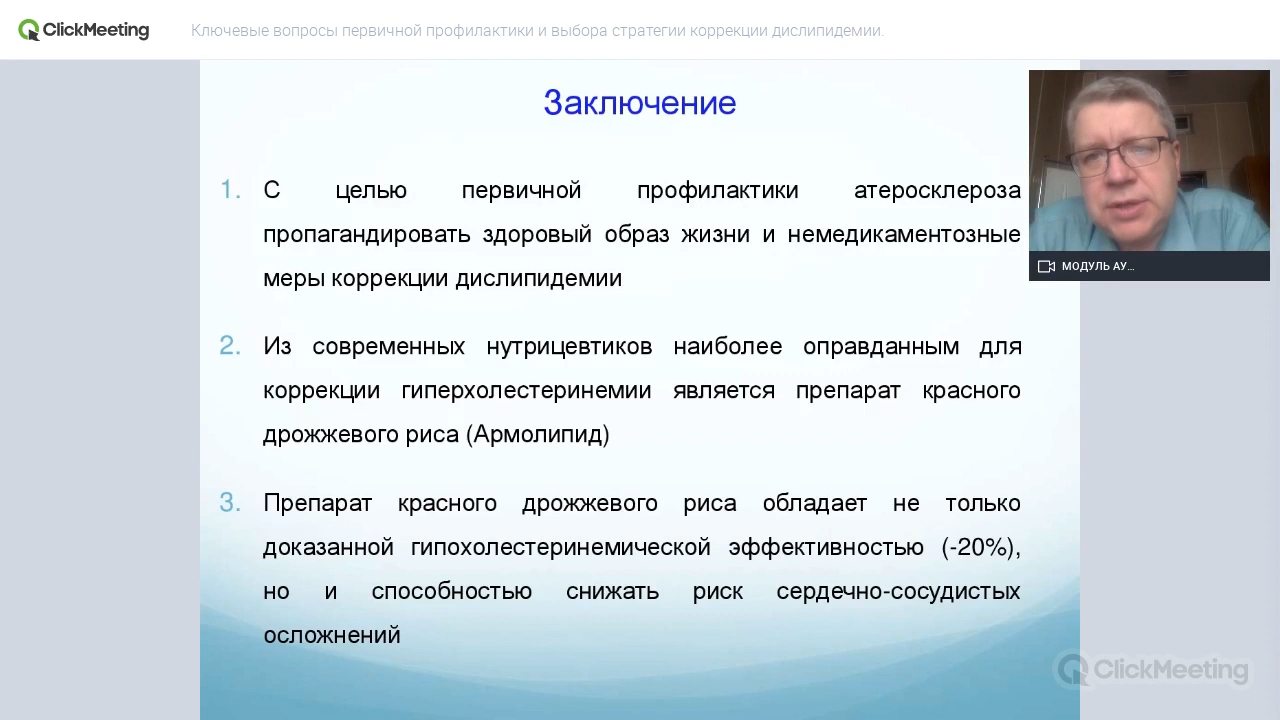 ClickMeeting
Ключевые вопросы первичной профилактики и выбора стратегии коррекции дислипидемии.
Заключение
1. С целью первичной профилактики атеросклероза
пропагандировать здоровый образ жизни и немедикаментозные
меры коррекции дислипидемии
2. Из современных нутрицевтиков наиболее оправданным для
коррекции гиперхолестеринемии является препарат красного
дрожжевого риса (Армолипид)
3. Препарат красного дрожжевого риса обладает не только
доказанной гипохолестеринемической эффективностью (-20%),
но и способностью снижать риск сердечно-сосудистых
осложнений
МОДУЛЬ АУ...
ClickMeeting